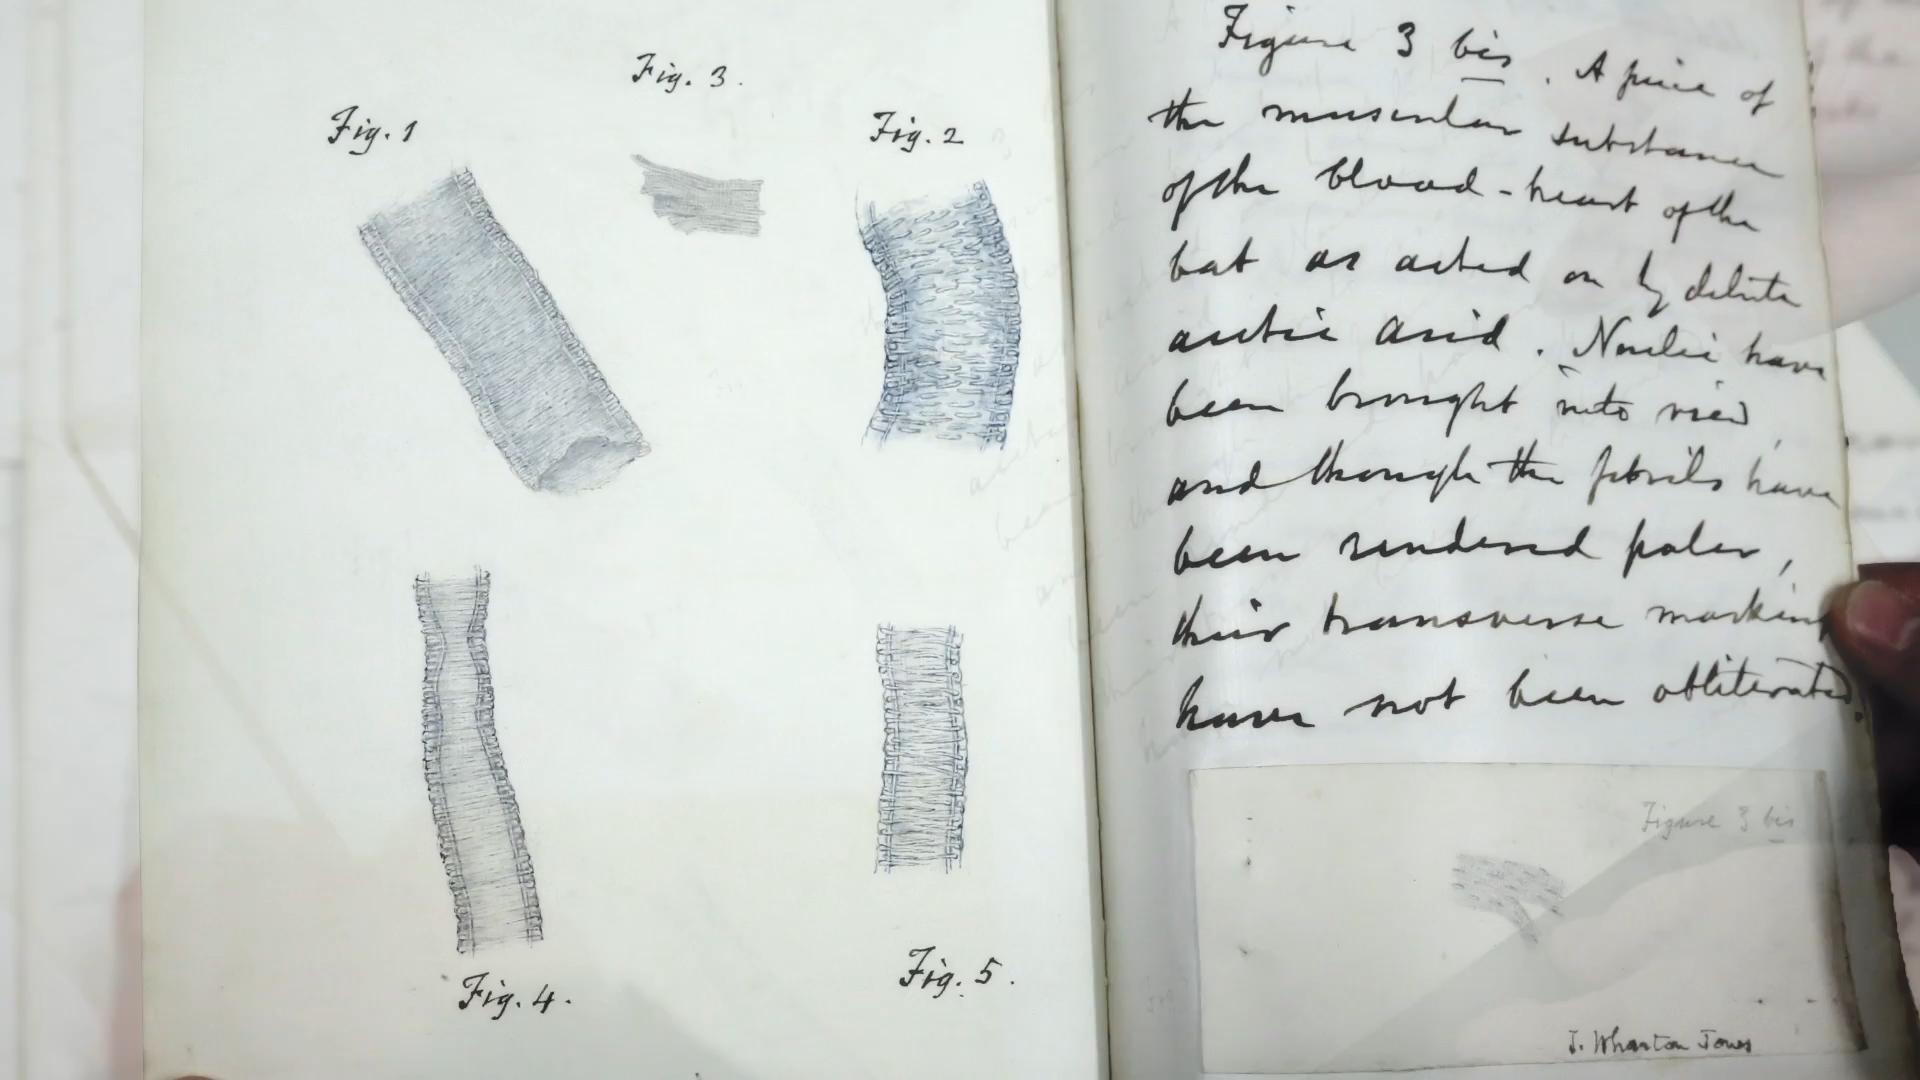 Fig. 3.
Fig. 1
Fig. 2
Fig. 4.
Fig. 5.
Figure 3 bis. A piece of
the muscular substance
of the blood-heart of the
bat as acted on by dilute
acetic acid. Nuclei have
been brought into view,
and though the fibrils have
been rendered paler,
their transverse marking
have not been obliterated.
Figure 3 bis
T. Wharton Jones